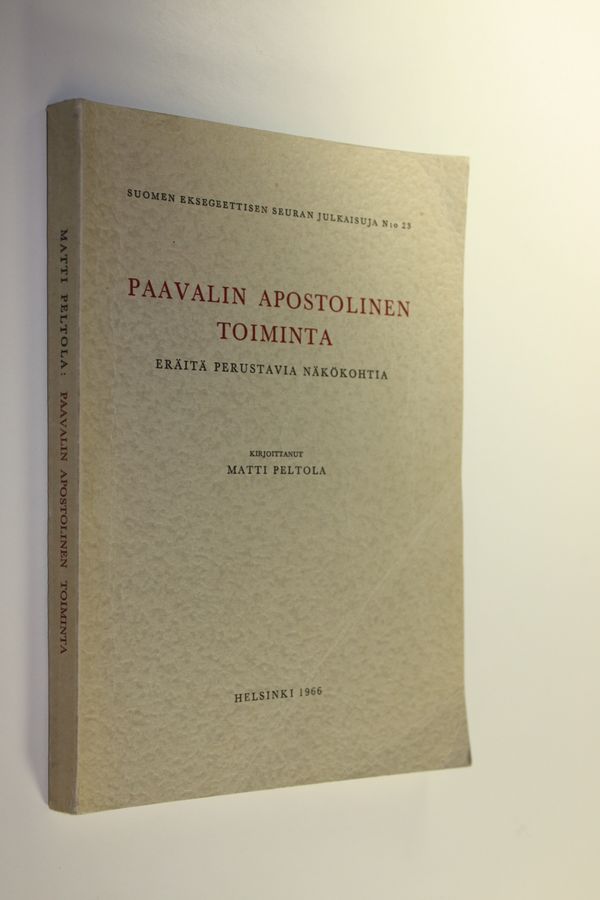 SUOMEN EKSEGEETTISEN SEURAN JULKAISUJA N:o 23
PAAVALIN APOSTOLINEN
TOIMINTA
ERÄITÄ PERUSTAVIA NÄKÖKOHTIA
KIRJOITTANUT
MATTI PELTOLA
HELSINKI 1966
MATTI PELTOLA: PAAVALIN APOSTOLINEN TOIMINTA